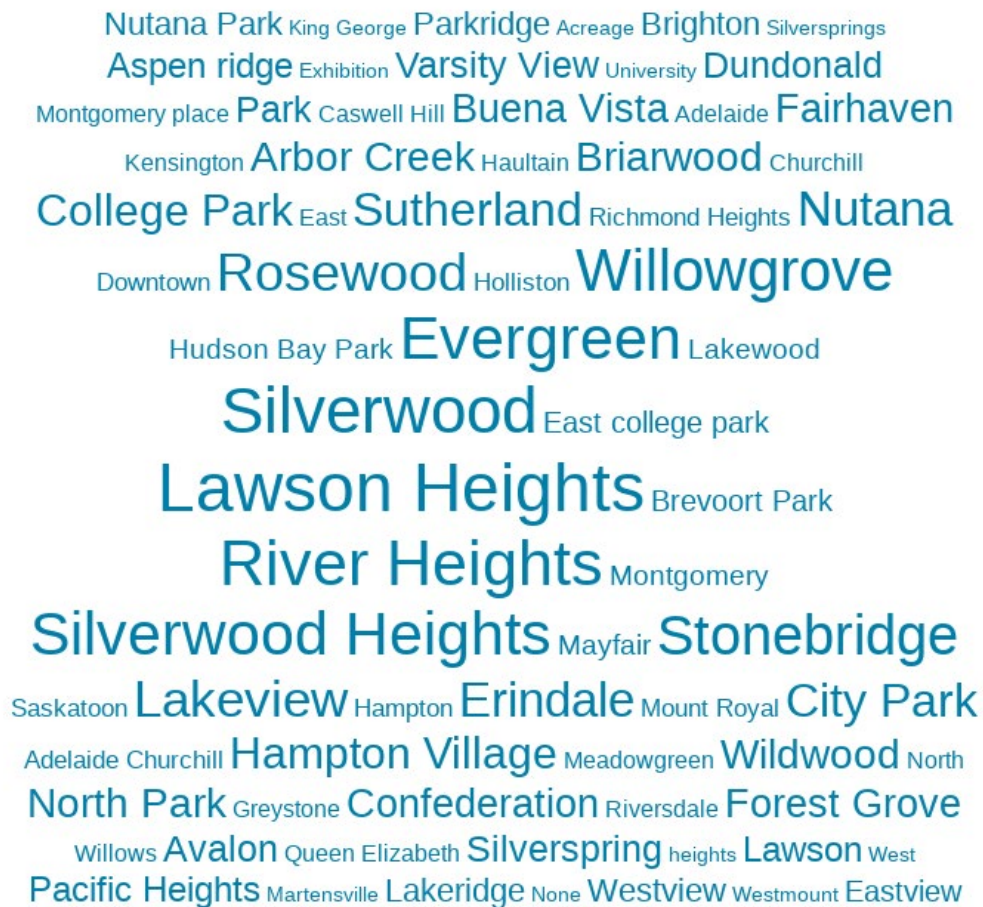 Nutana Park King George Parkridge Acreage Brighton Silversprings
Aspen ridge Exhibition Varsity View University Dundonald
Montgomery place Park Caswell Hill Buena Vista Adelaide Fairhaven
Kensington Arbor Creek Haultain Briarwood Churchill
College Park East Sutherland Richmond Heights Nutana
Downtown Rosewood Holliston Willowgrove
Hudson Bay Park Evergreen Lakewood
Silverwood East college park
Lawson Heights Brevoort Park
River Heights Montgomery
Silverwood Heights Mayfair Stonebridge
Saskatoon Lakeview Hampton Erindale Mount Royal City Park
Adelaide Churchill Hampton Village Meadowgreen Wildwood North
North Park Greystone Confederation Riversdale Forest Grove
Willows Avalon Queen Elizabeth Silverspring heights Lawson West
Pacific Heights Martensville Lakeridge None Westview Westmount Eastview